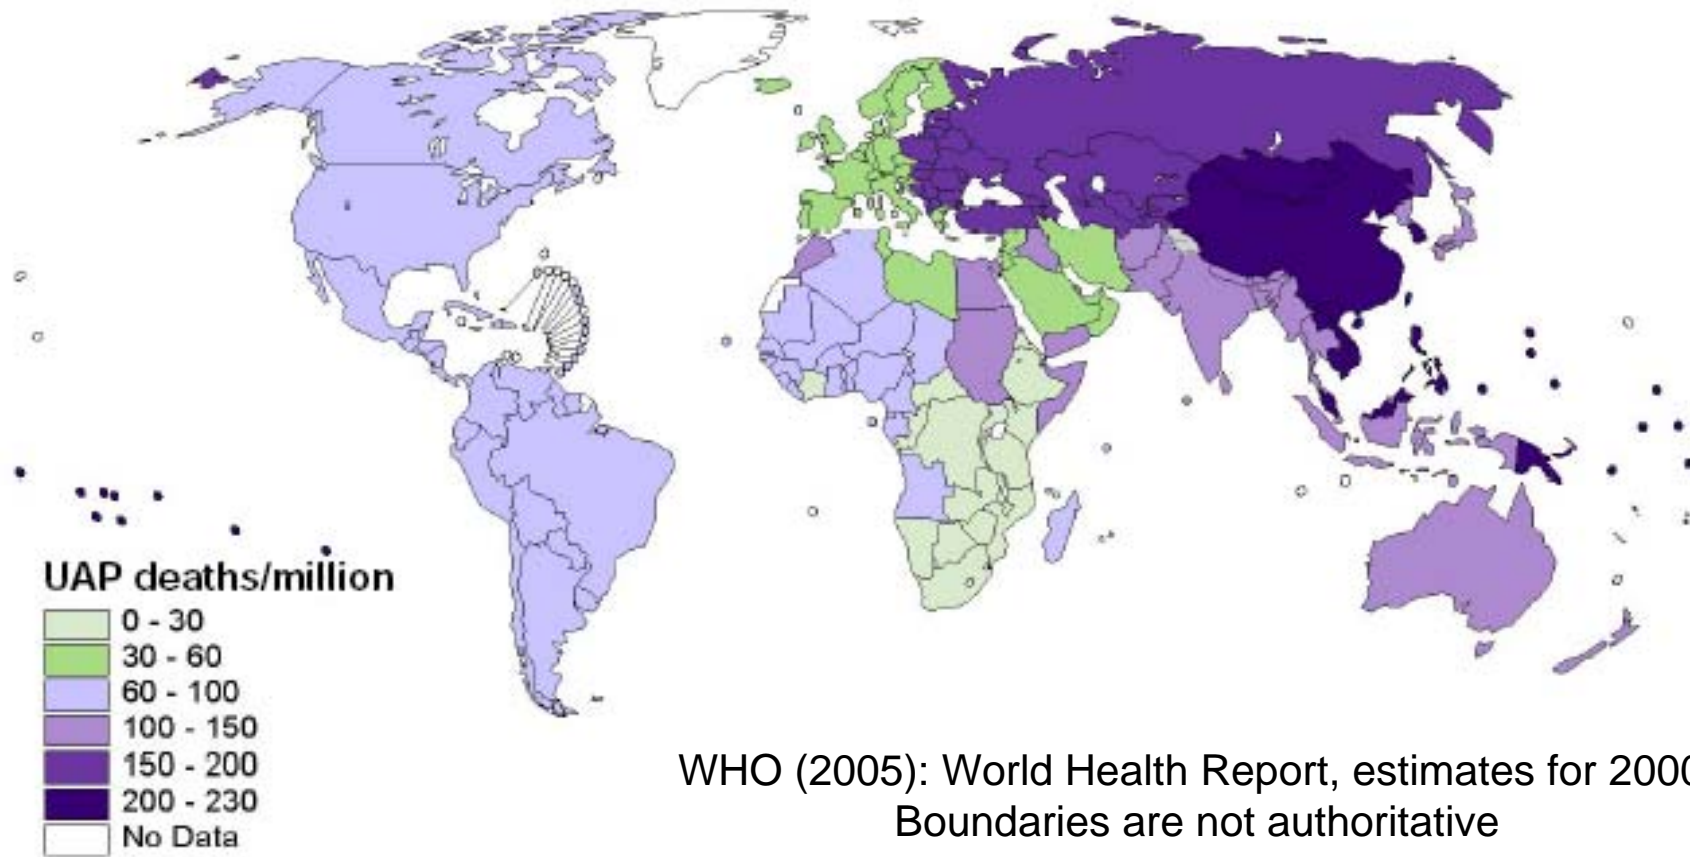 UAP deaths/million
0 - 30
30 - 60
60 - 100
100 - 150
150 - 200
200 - 230
No Data
WHO (2005): World Health Report, estimates for 2000
Boundaries are not authoritative